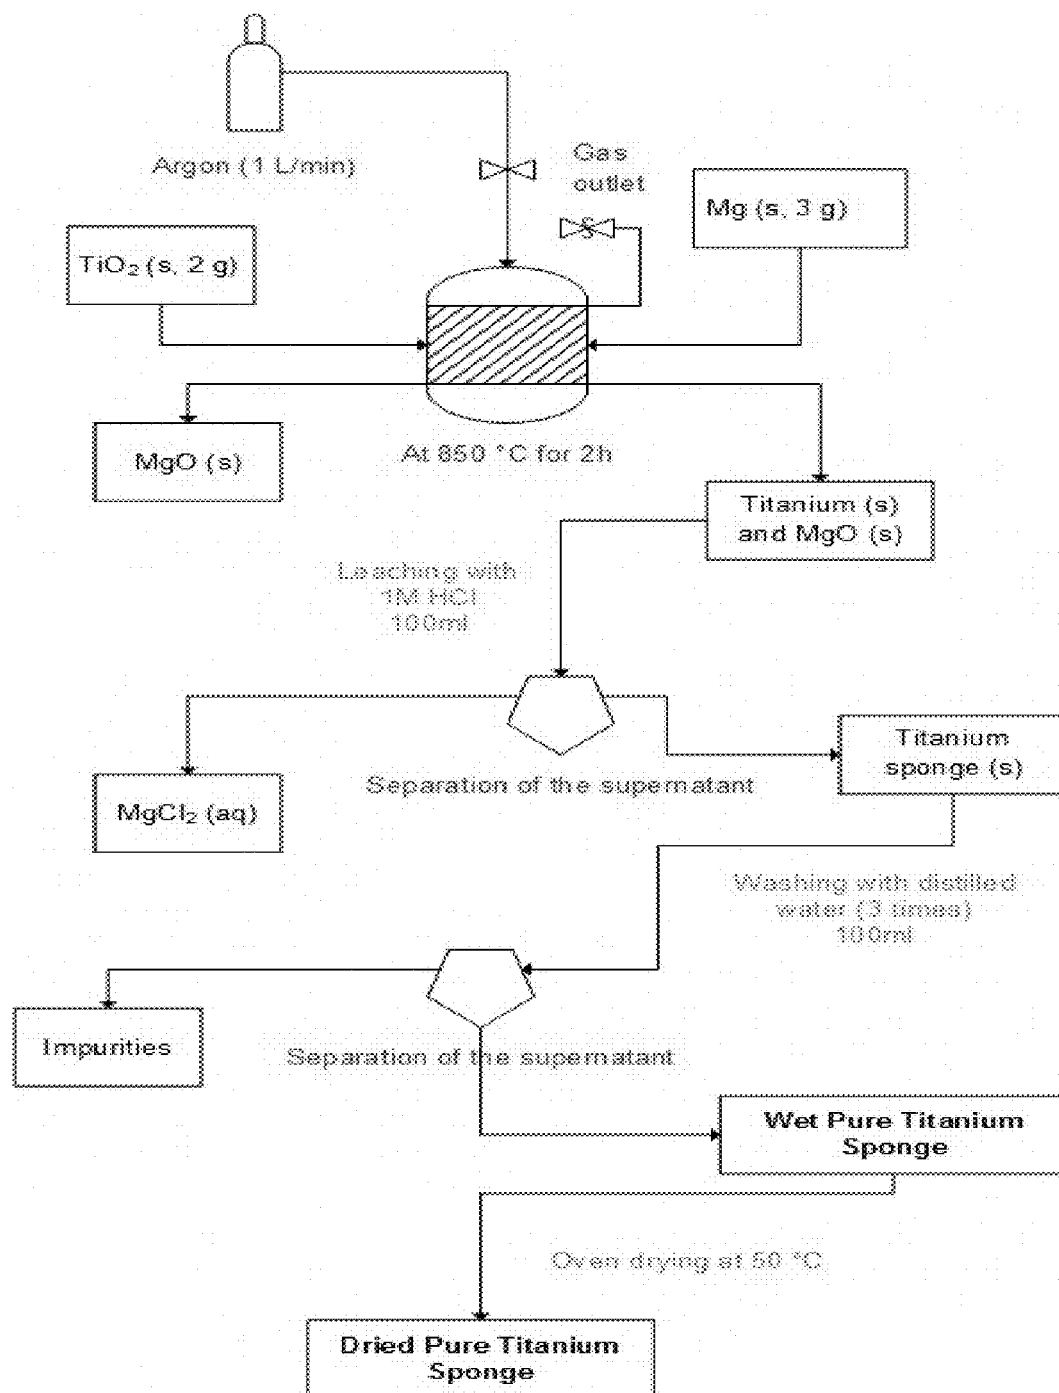 Argon (1 L/min)
Gas
outlet
Mg (s, 3 g)
TiO₂ (s, 2 g)
S
MgO (s)
At 850 °C for 2h
Titanium (s)
and MgO (s)
Leaching with
1M HCl
100ml
Titanium
sponge (s)
Separation of the supernatant
MgCl₂ (aq)
Washing with distilled
water (3 times)
100ml
Impurities
Separation of the supernatant
Wet Pure Titanium
Sponge
Oven drying at 50 °C
Dried Pure Titanium
Sponge